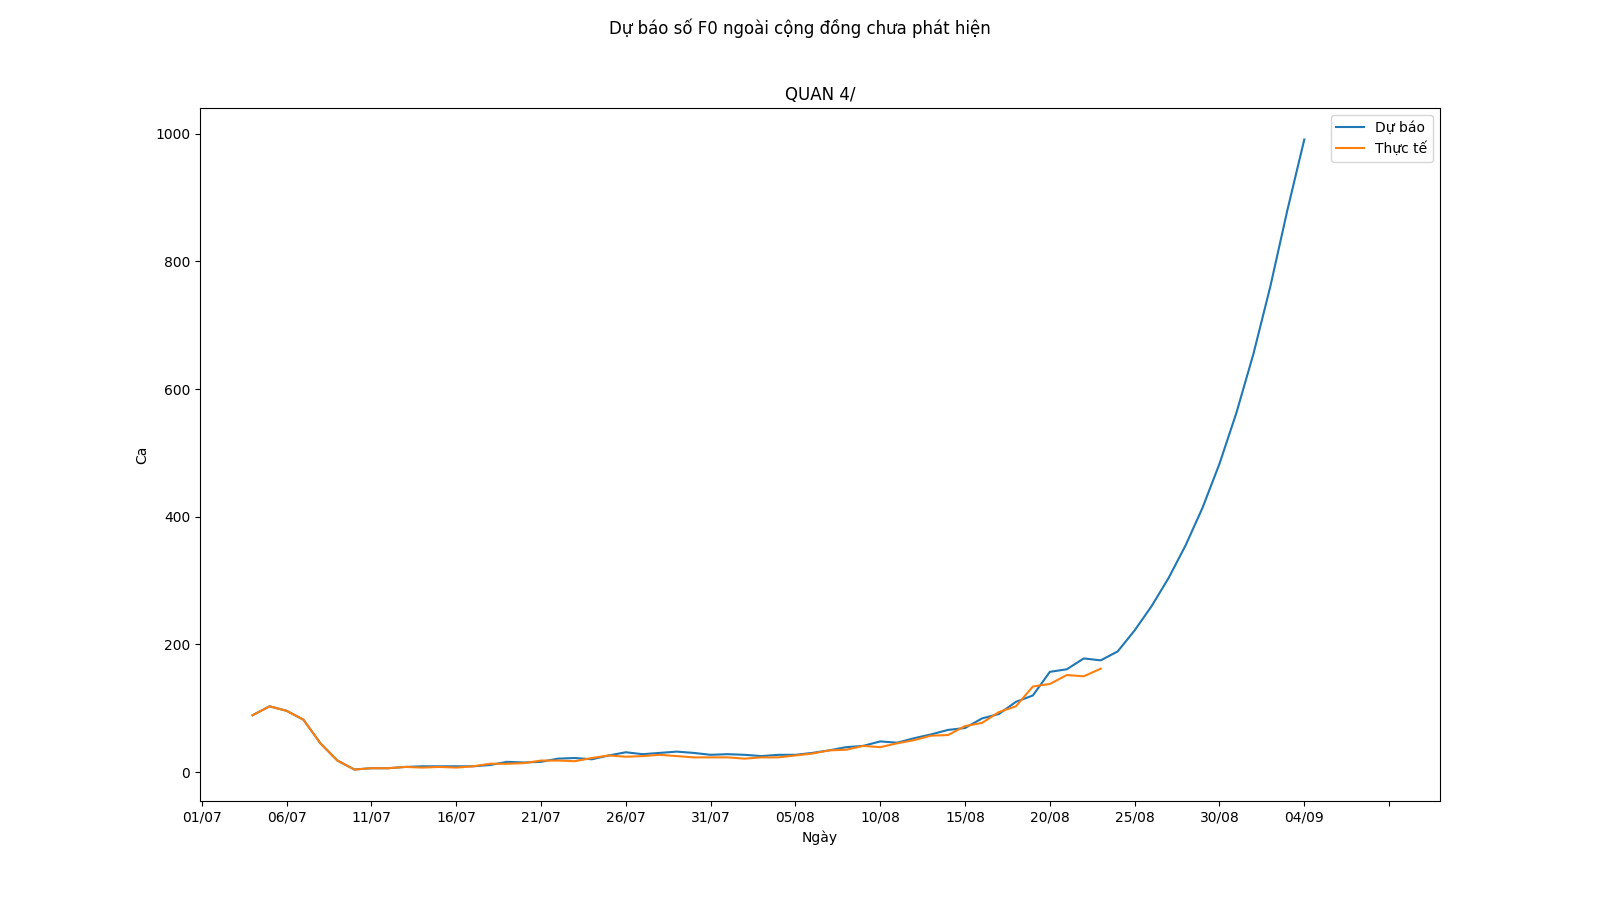 Dự báo số F0 ngoài cộng đồng chưa phát hiện
QUAN 4/
Dự báo
Thực tế
1000
800
600
400
200
0
Ca
01/07 06/07 11/07 16/07 21/07 26/07 31/07 05/08 10/08 15/08 20/08 25/08 30/08 04/09
Ngày